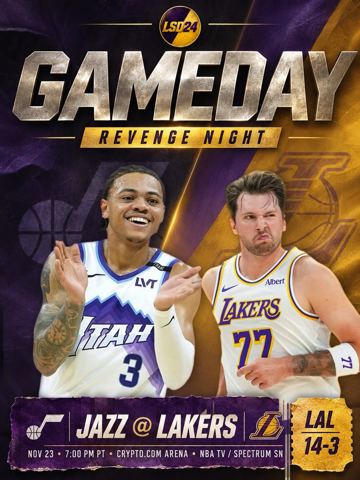 LSD24
GAMEDAY
REVENGE NIGHT
LVT
UTAH
3
Albert
LAKERS
77
77
JAZZ @ LAKERS
LAL
14-3
NOV 23 • 7:00 PM PT • CRYPTO.COM ARENA • NBA TV / SPECTRUM SN